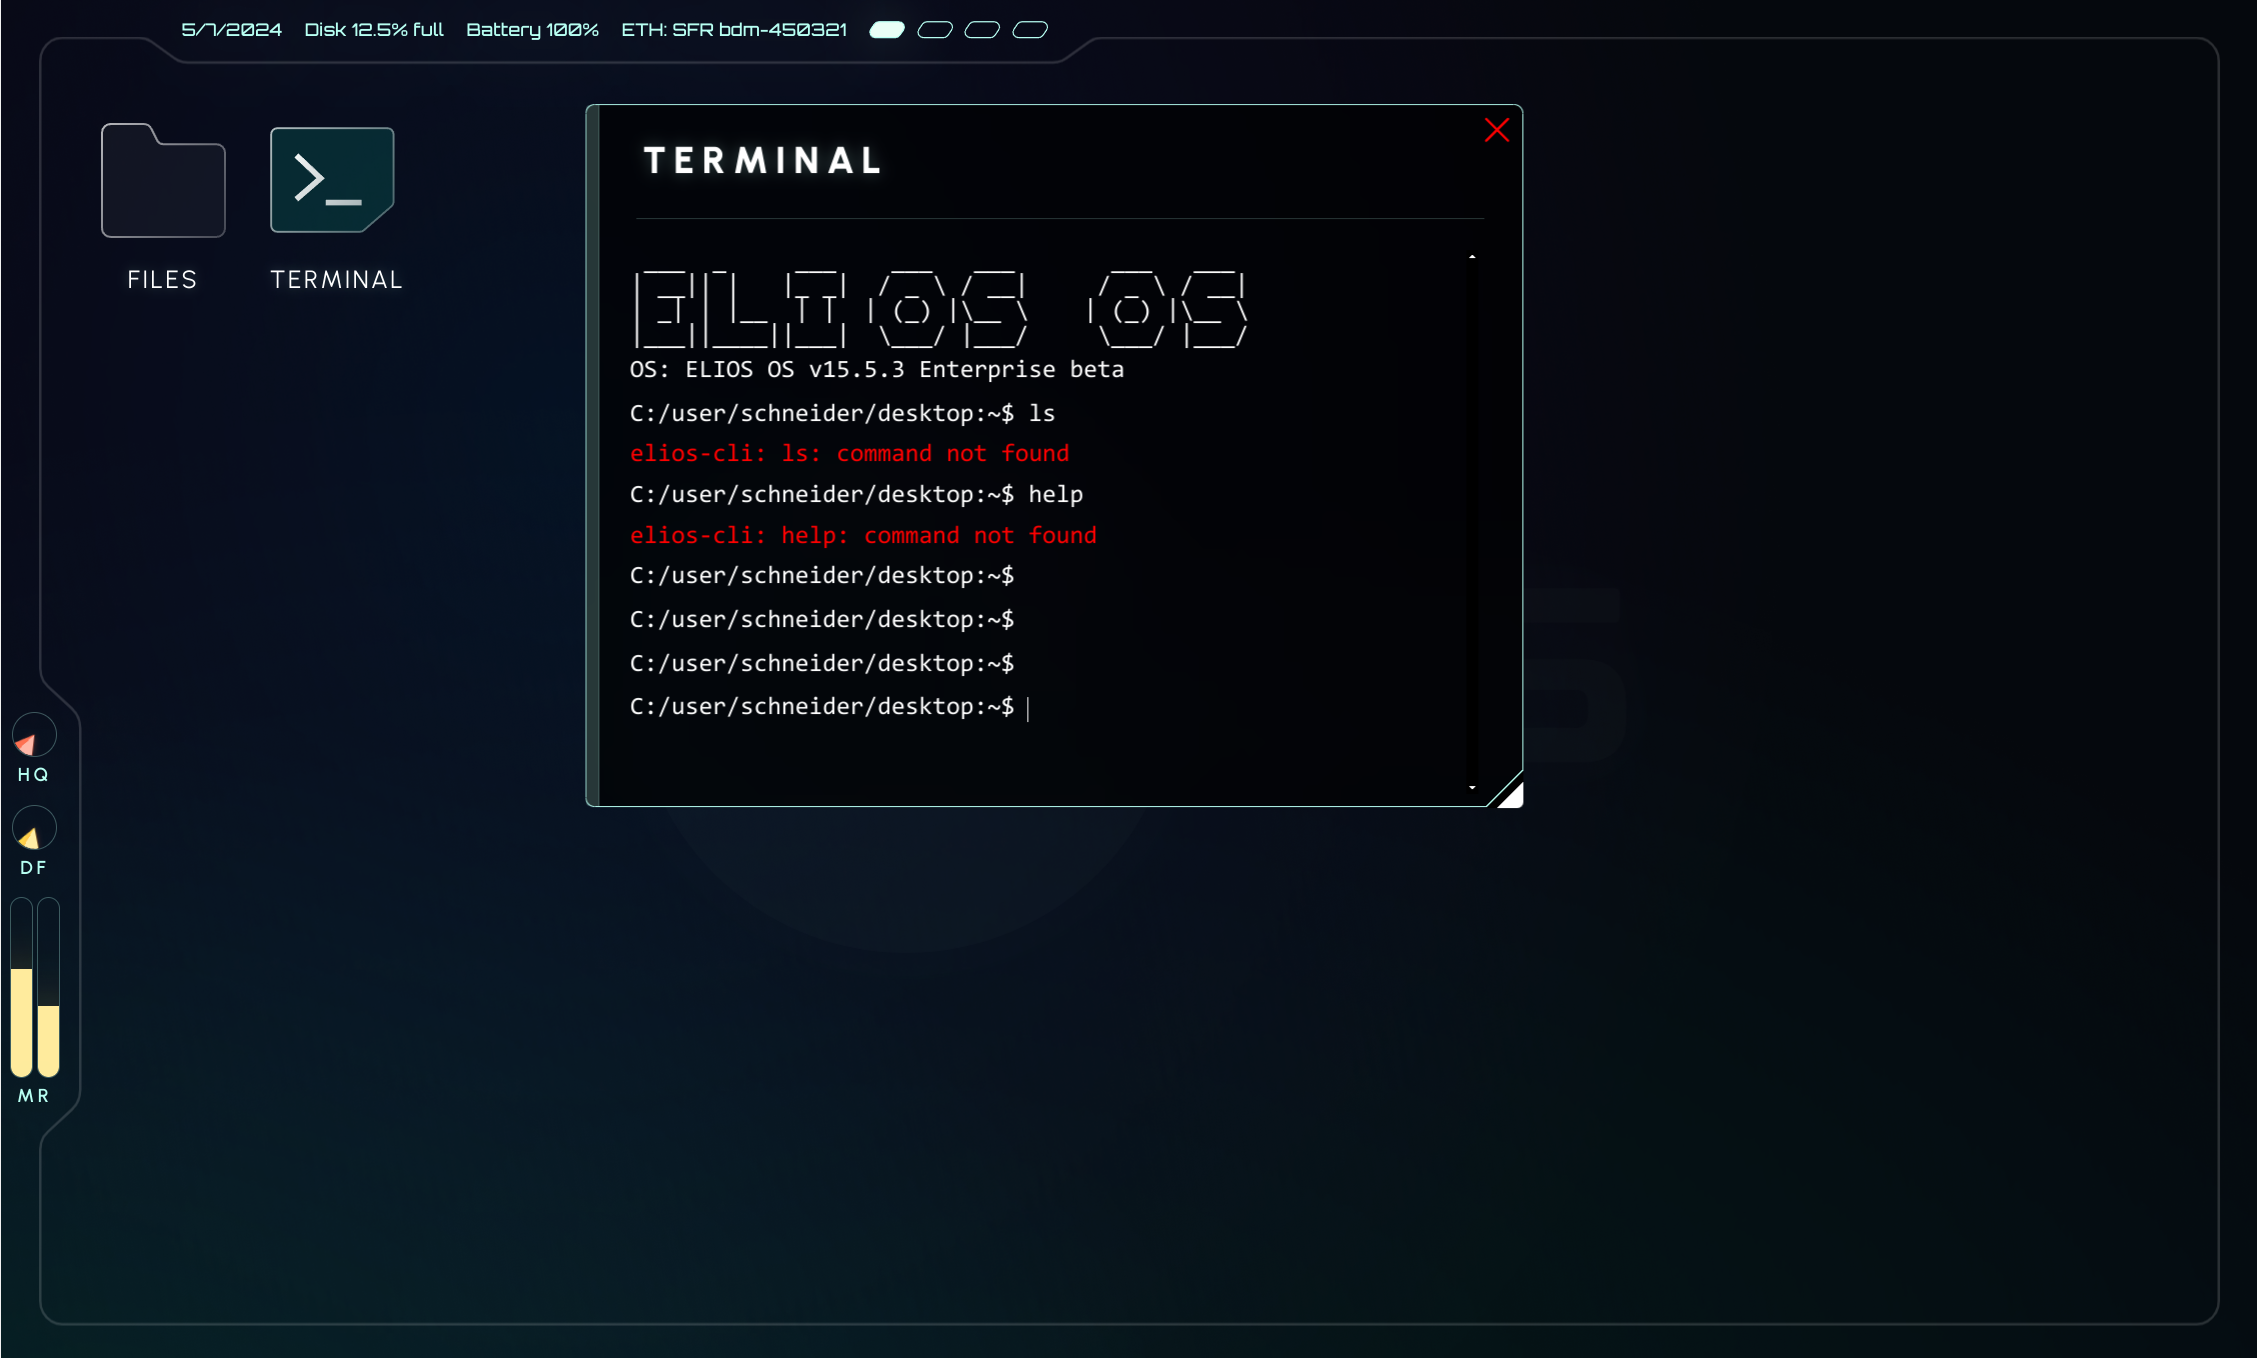 5/7/2024 Disk 12.5% full Battery 100% ETH: SFR bdm-450321
FILES
TERMINAL
TERMINAL
ELIOS OS
OS: ELIOS OS v15.5.3 Enterprise beta
C:/user/schneider/desktop:~$ ls
elios-cli: ls: command not found
C:/user/schneider/desktop:~$ help
elios-cli: help: command not found
C:/user/schneider/desktop:~$
C:/user/schneider/desktop:~$
C:/user/schneider/desktop:~$
C:/user/schneider/desktop:~$
HQ
DF
MR